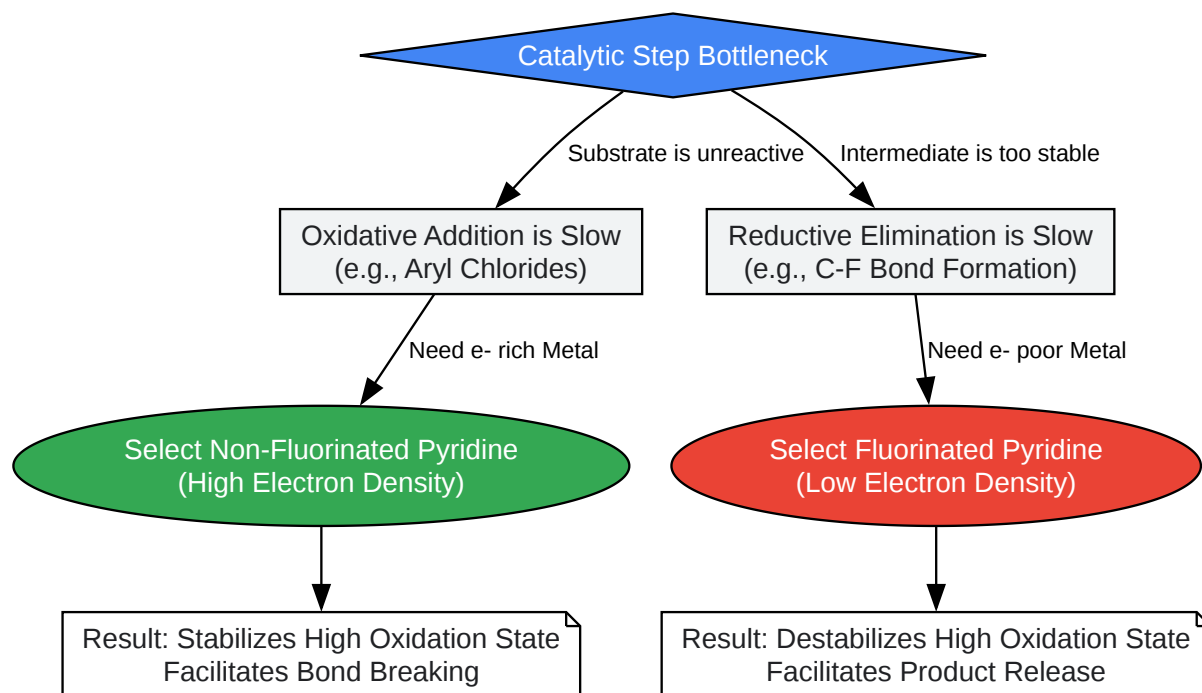 Catalytic Step Bottleneck
Substrate is unreactive
Intermediate is too stable
Oxidative Addition is Slow
(e.g., Aryl Chlorides)
Reductive Elimination is Slow
(e.g., C-F Bond Formation)
Need e- rich Metal
Need e- poor Metal
Select Non-Fluorinated Pyridine
(High Electron Density)
Select Fluorinated Pyridine
(Low Electron Density)
Result: Stabilizes High Oxidation State
Facilitates Bond Breaking
Result: Destabilizes High Oxidation State
Facilitates Product Release